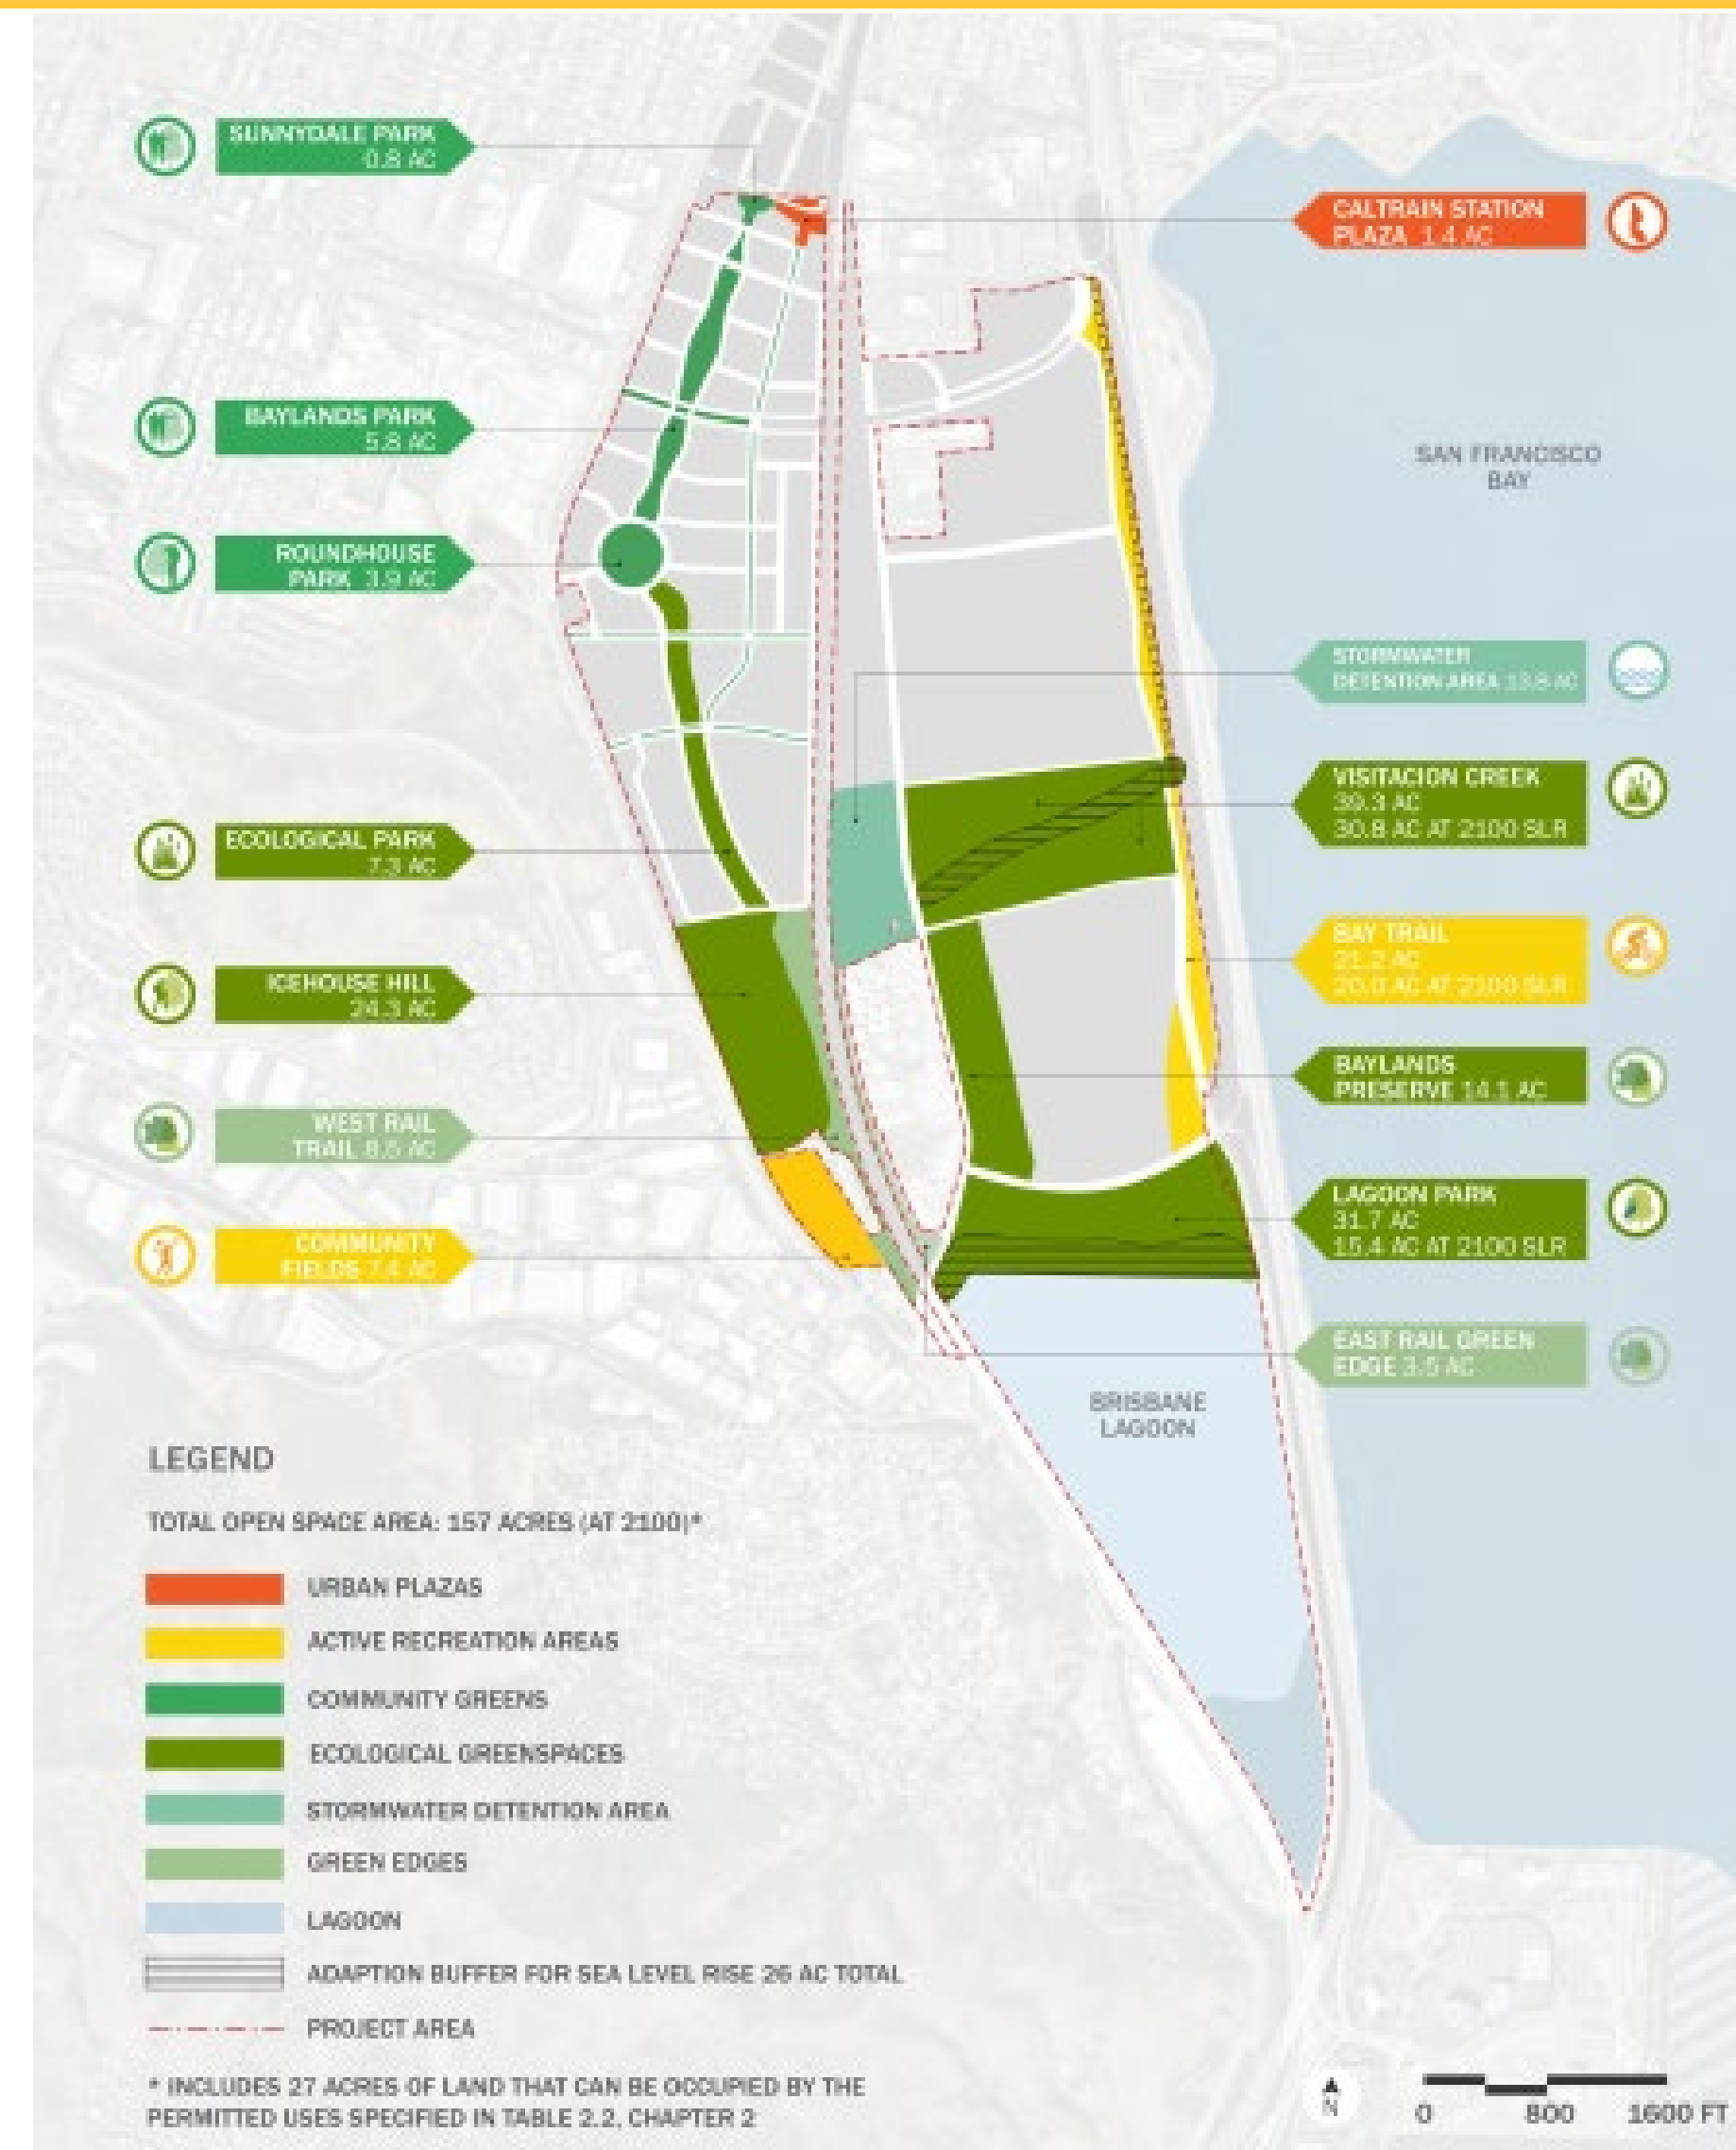 SUNNYDALE PARK
0.8 AC
BAYLANDS PARK
5.8 AC
ROUNDHOUSE
PARK 3.9 AC
ECOLOGICAL PARK
7.3 AC
ICEHOUSE HILL
24.3 AC
WEST RAIL
TRAIL 8.5 AC
COMMUNITY
FIELDS 7.4 AC
CALTRAIN STATION
PLAZA 1.4 AC
SAN FRANCISCO
BAY
STORMWATER
DETENTION AREA 13.8 AC
VISITACION CREEK
39.3 AC
30.8 AC AT 2100 SLR
BAY TRAIL
21.2 AC
20.0 AC AT 2100 SLR
BAYLANDS
PRESERVE 14.1 AC
LAGOON PARK
31.7 AC
15.4 AC AT 2100 SLR
EAST RAIL GREEN
EDGE 3.5 AC
BRISBANE
LAGOON
LEGEND
TOTAL OPEN SPACE AREA: 157 ACRES (AT 2100)*
URBAN PLAZAS
ACTIVE RECREATION AREAS
COMMUNITY GREENS
ECOLOGICAL GREENSPACES
STORMWATER DETENTION AREA
GREEN EDGES
LAGOON
ADAPTION BUFFER FOR SEA LEVEL RISE 26 AC TOTAL
PROJECT AREA
* INCLUDES 27 ACRES OF LAND THAT CAN BE OCCUPIED BY THE
PERMITTED USES SPECIFIED IN TABLE 2.2, CHAPTER 2
N
0 800 1600 FT